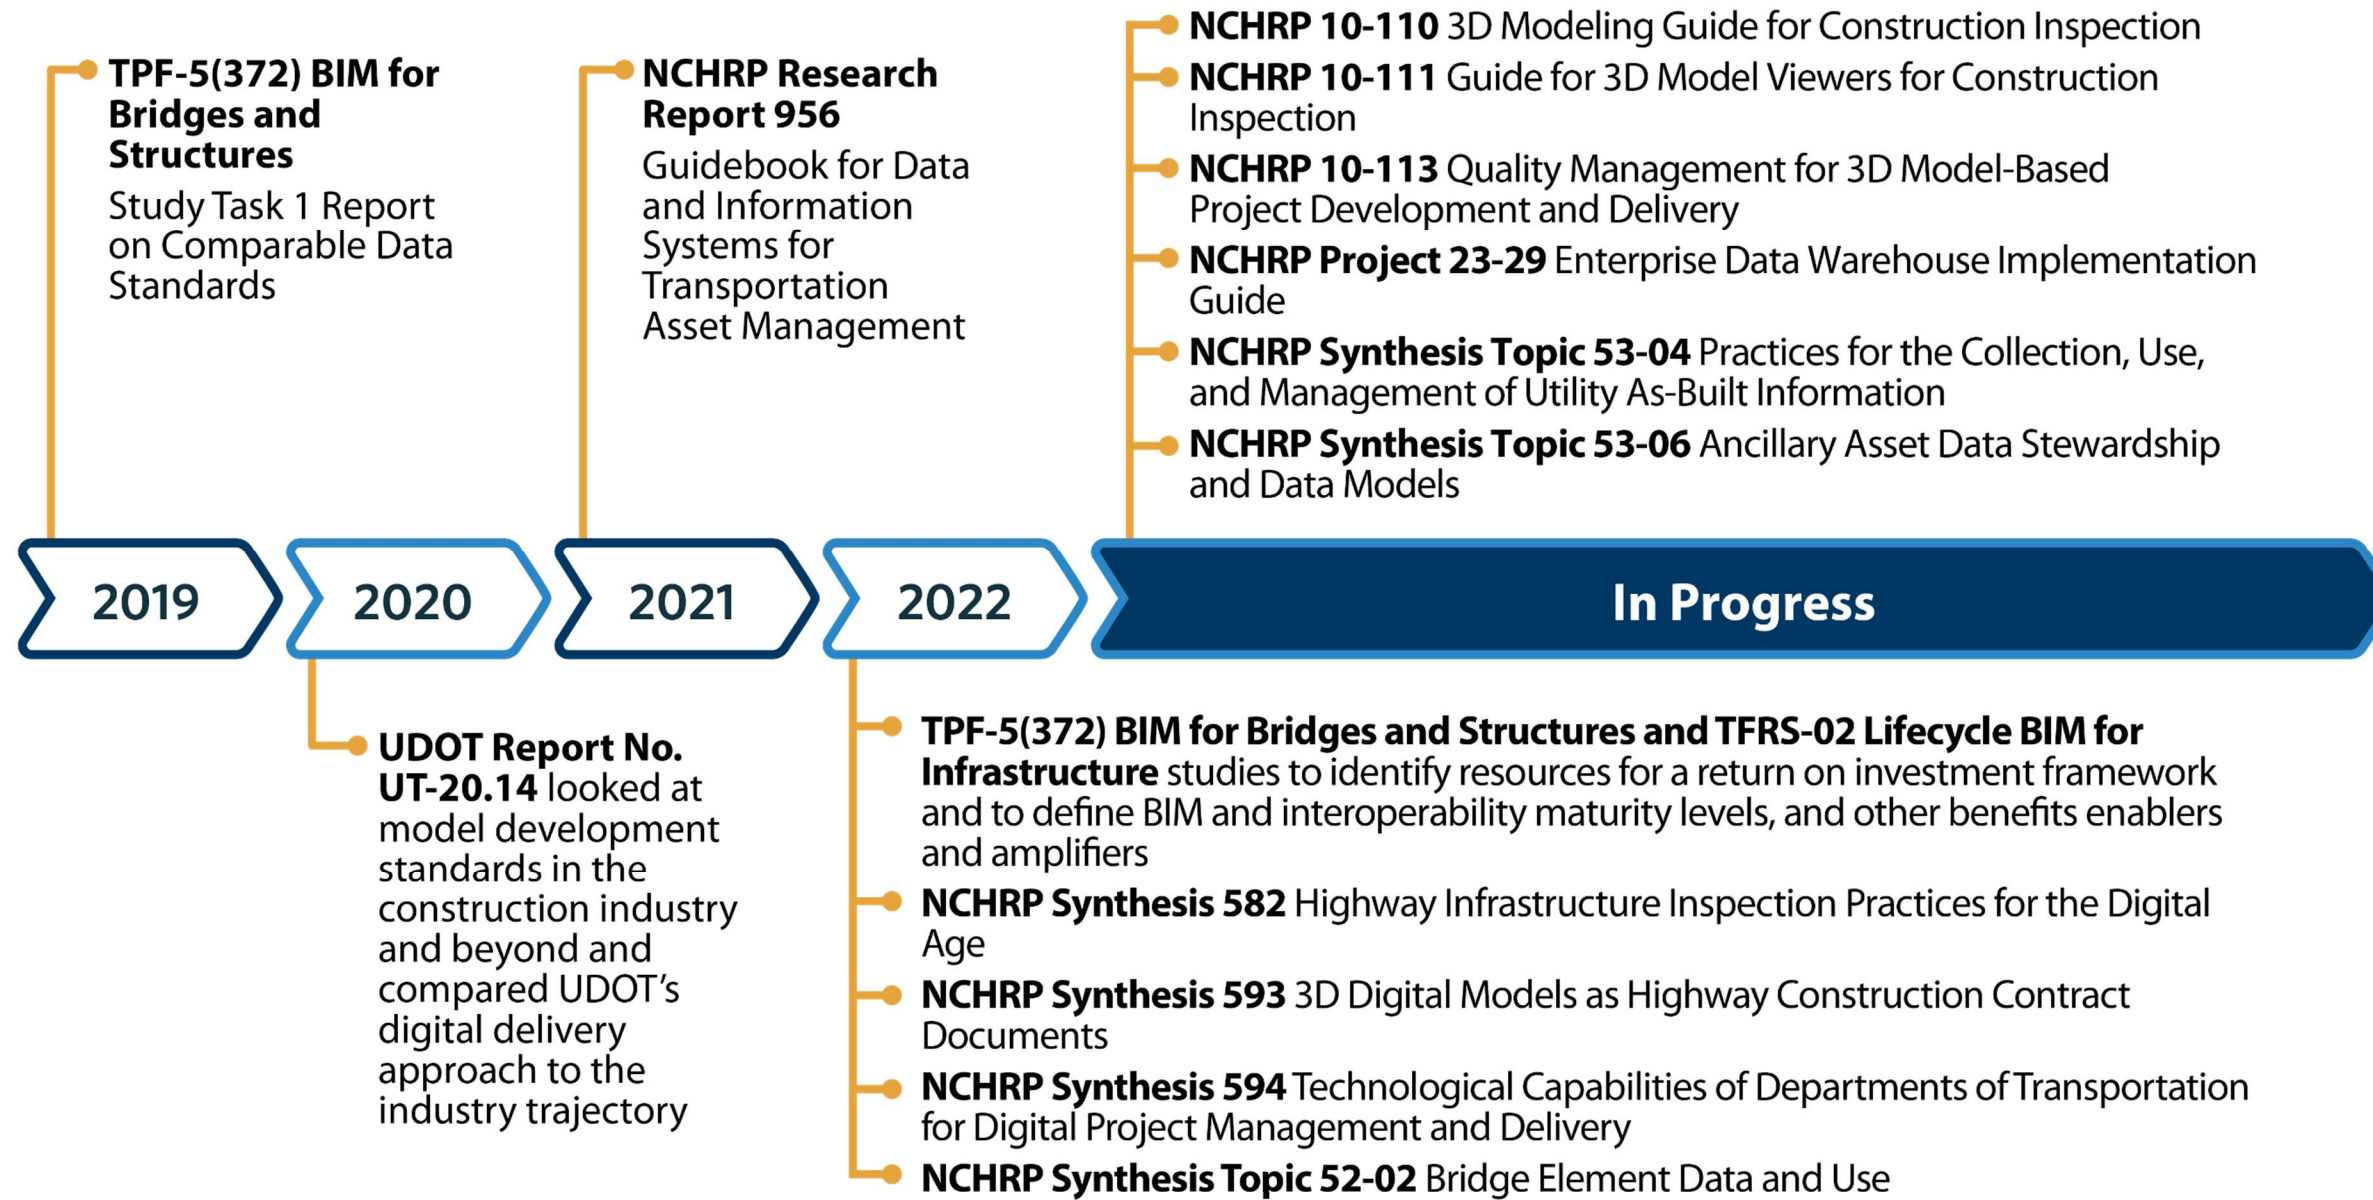 TPF-5(372) BIM for
Bridges and
Structures
Study Task 1 Report
on Comparable Data
Standards
NCHRP Research
Report 956
Guidebook for Data
and Information
Systems for
Transportation
Asset Management
NCHRP 10-110 3D Modeling Guide for Construction Inspection
NCHRP 10-111 Guide for 3D Model Viewers for Construction
Inspection
NCHRP 10-113 Quality Management for 3D Model-Based
Project Development and Delivery
NCHRP Project 23-29 Enterprise Data Warehouse Implementation
Guide
NCHRP Synthesis Topic 53-04 Practices for the Collection, Use,
and Management of Utility As-Built Information
NCHRP Synthesis Topic 53-06 Ancillary Asset Data Stewardship
and Data Models
2019
2020
2021
2022
In Progress
UDOT Report No.
UT-20.14 looked at
model development
standards in the
construction industry
and beyond and
compared UDOT’s
digital delivery
approach to the
industry trajectory
TPF-5(372) BIM for Bridges and Structures and TFRS-02 Lifecycle BIM for
Infrastructure studies to identify resources for a return on investment framework
and to define BIM and interoperability maturity levels, and other benefits enablers
and amplifiers
NCHRP Synthesis 582 Highway Infrastructure Inspection Practices for the Digital
Age
NCHRP Synthesis 593 3D Digital Models as Highway Construction Contract
Documents
NCHRP Synthesis 594 Technological Capabilities of Departments of Transportation
for Digital Project Management and Delivery
NCHRP Synthesis Topic 52-02 Bridge Element Data and Use